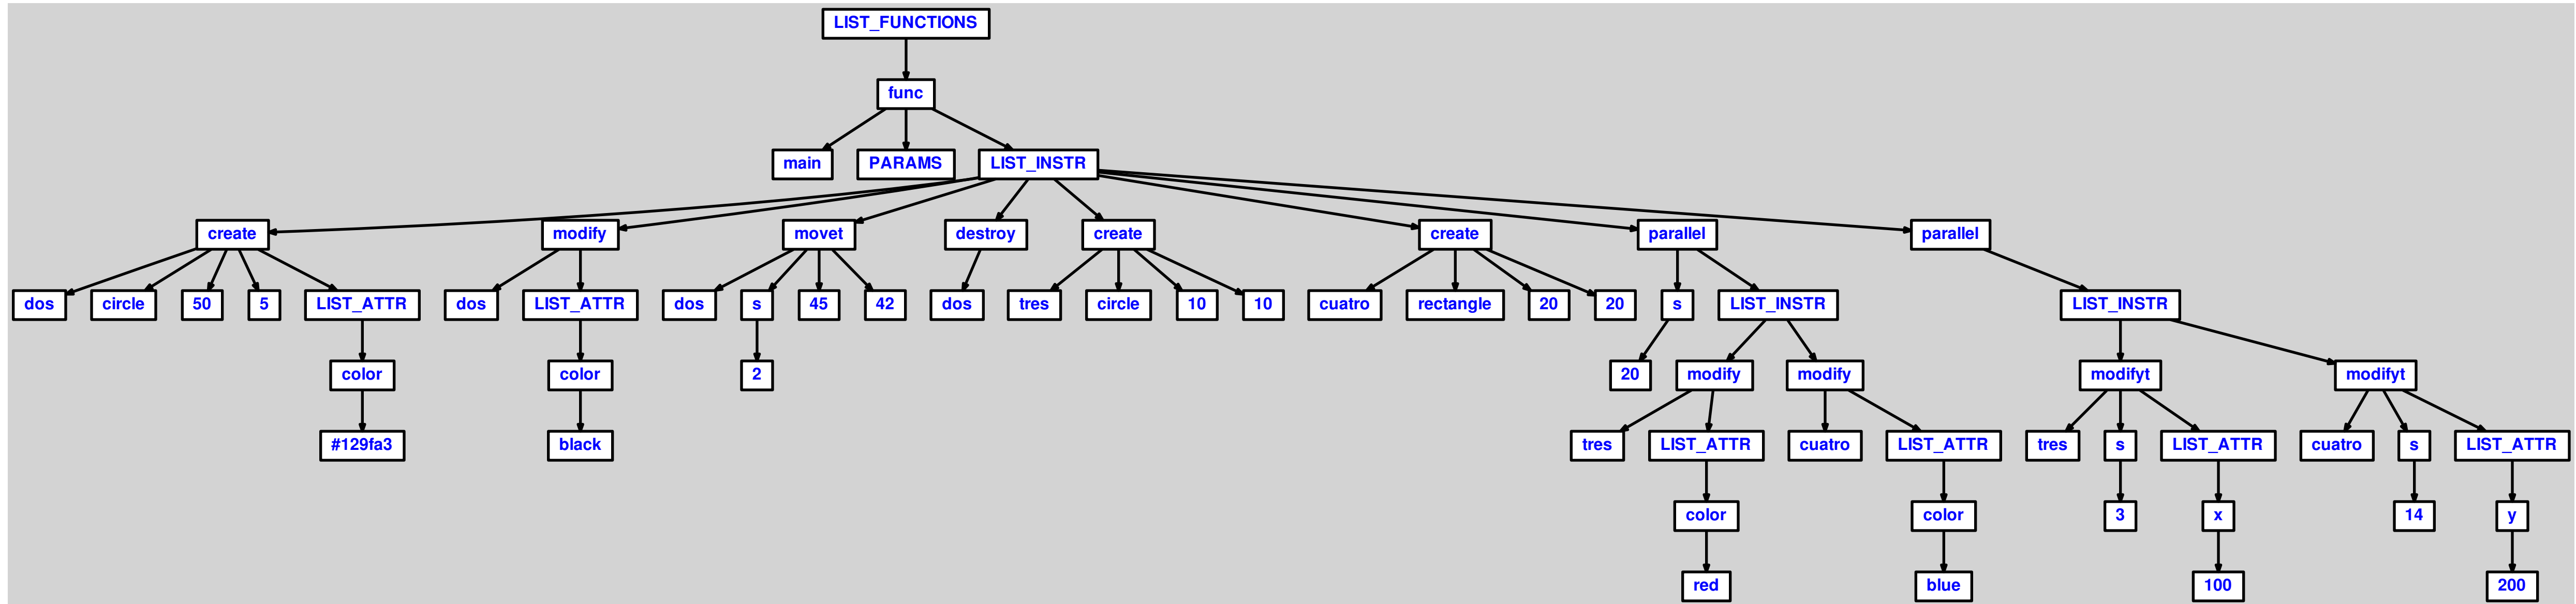 LIST_FUNCTIONS
func
main PARAMS LIST_INSTR
create modify movet destroy create create parallel parallel
dos circle 50 5 LIST_ATTR dos LIST_ATTR dos s 45 42 dos tres circle 10 10 cuatro rectangle 20 20 s LIST_INSTR LIST_INSTR
color color 2 20 modify modify modifyt modifyt
#129fa3 black tres LIST_ATTR cuatro LIST_ATTR tres s LIST_ATTR cuatro s LIST_ATTR
color color 3 x 14 y
red blue 100 200